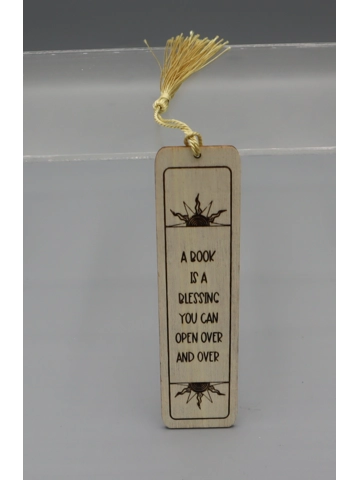 A BOOK
IS A
BLESSING
YOU CAN
OPEN OVER
AND OVER